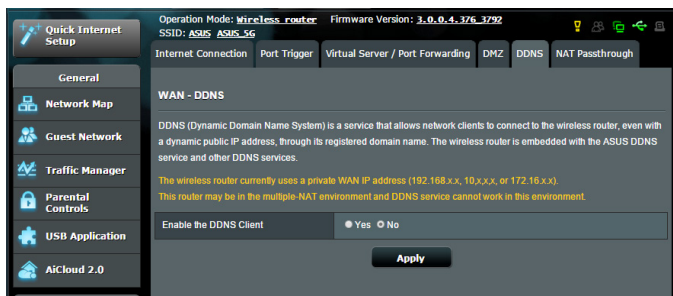 Quick Internet
Setup
Operation Mode: Wireless router Firmware Version: 3.0.0.4.376_3792
SSID: ASUS ASUS_5G
Internet Connection Port Trigger Virtual Server / Port Forwarding DMZ DDNS NAT Passthrough
General
Network Map
Guest Network
Traffic Manager
Parental
Controls
USB Application
AiCloud 2.0
WAN - DDNS
DDNS (Dynamic Domain Name System) is a service that allows network clients to connect to the wireless router, even with
a dynamic public IP address, through its registered domain name. The wireless router is embedded with the ASUS DDNS
service and other DDNS services.
The wireless router currently uses a private WAN IP address (192.168.x.x, 10,x,x,x, or 172.16.x.x).
This router may be in the multiple-NAT environment and DDNS service cannot work in this environment.
Enable the DDNS Client Yes No
Apply